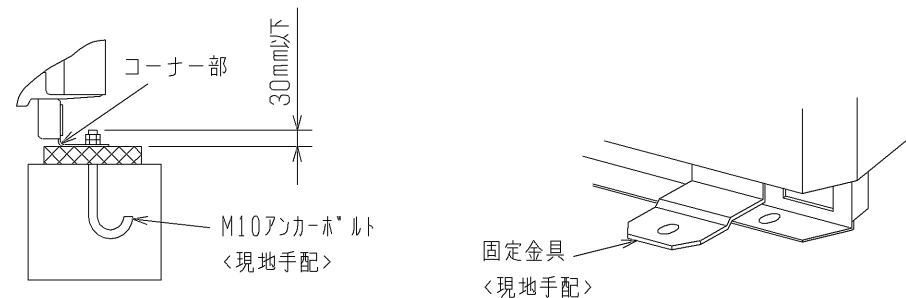 コーナー部
30mm以下
M10アンカーボルト
<現地手配>
固定金具
<現地手配>